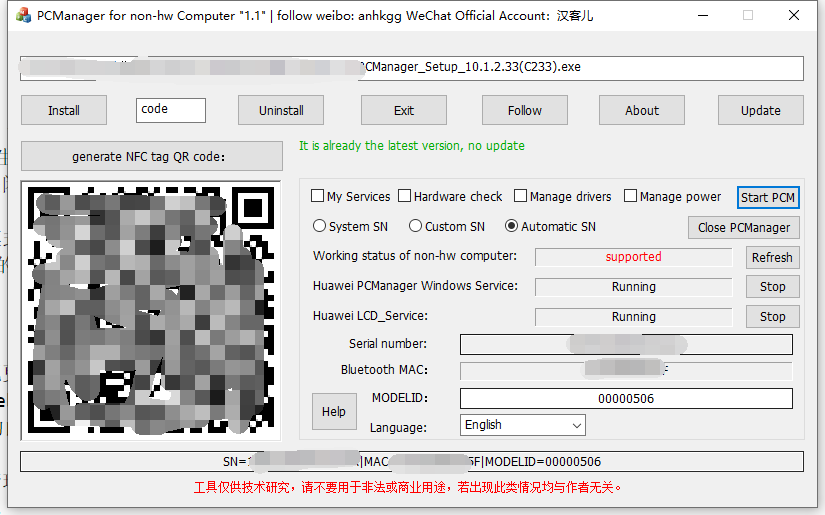 PCManager for non-hw Computer "1.1" | follow weibo: anhkgg WeChat Official Account: 汉客儿
PCManager_Setup_10.1.2.33(C233).exe
Install code Uninstall Exit Follow About Update
generate NFC tag QR code:
It is already the latest version, no update
My Services Hardware check Manage drivers Manage power Start PCM
System SN Custom SN Automatic SN Close PCManager
Working status of non-hw computer: supported Refresh
Huawei PCManager Windows Service: Running Stop
Huawei LCD_Service: Running Stop
Serial number:
Bluetooth MAC: F
MODELID: 00000506
Help
Language: English
SN= |MAC 5F|MODELID=00000506
工具仅供技术研究，请不要用于非法或商业用途，若出现此类情况均与作者无关。